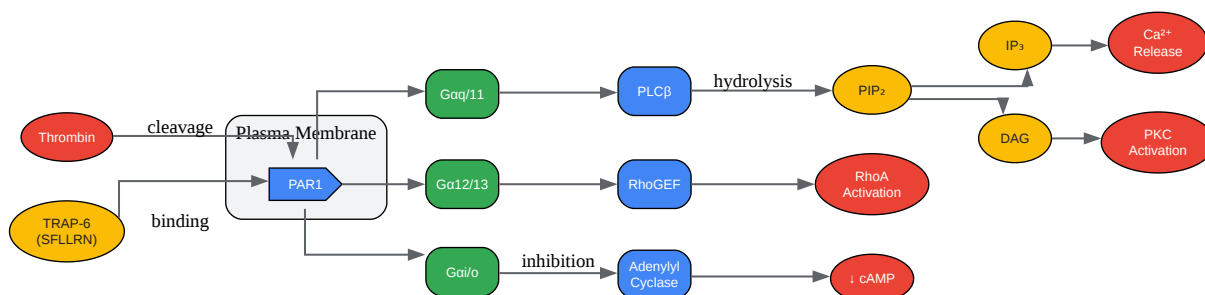 IP₃
Ca²⁺
Release
Gαq/11
PLCβ
hydrolysis
PIP₂
Thrombin
cleavage
Plasma Membrane
DAG
PKC
Activation
PAR1
Gα12/13
RhoGEF
RhoA
Activation
TRAP-6
(SFLLRN)
binding
Gαi/o
inhibition
Adenylyl
Cyclase
↓ cAMP